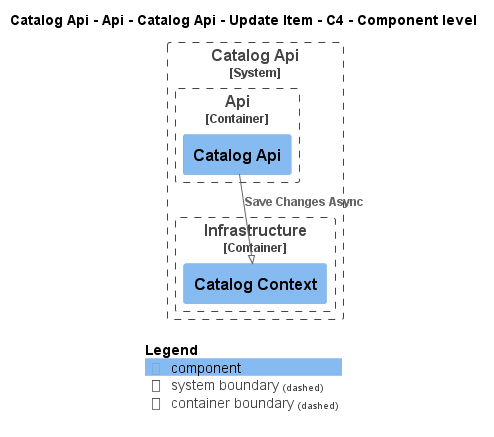 Catalog Api - Api - Catalog Api - Update Item - C4 - Component level
Catalog Api
[System]
Api
[Container]
Catalog Api
Save Changes Async
Infrastructure
[Container]
Catalog Context
Legend
component
system boundary (dashed)
container boundary (dashed)